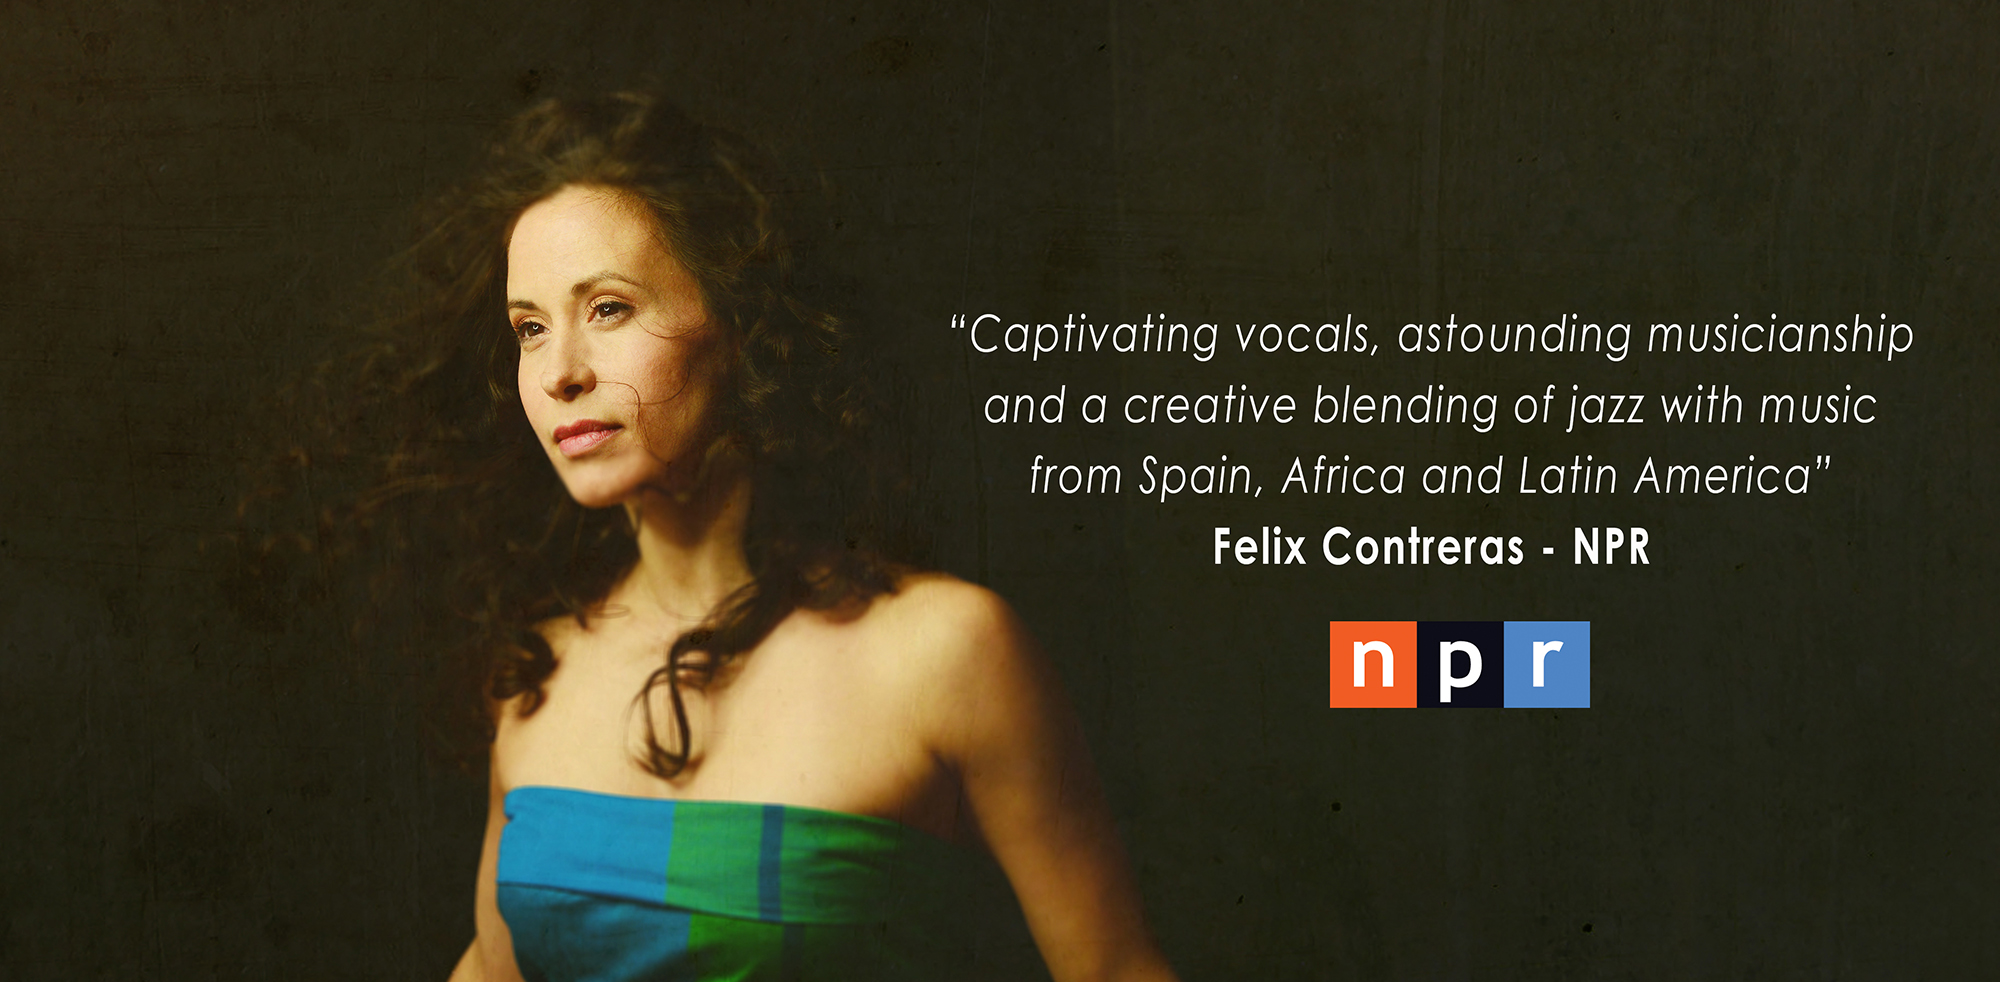 “Captivating vocals, astounding musicianship
and a creative blending of jazz with music
from Spain, Africa and Latin America”
Felix Contreras - NPR
npr